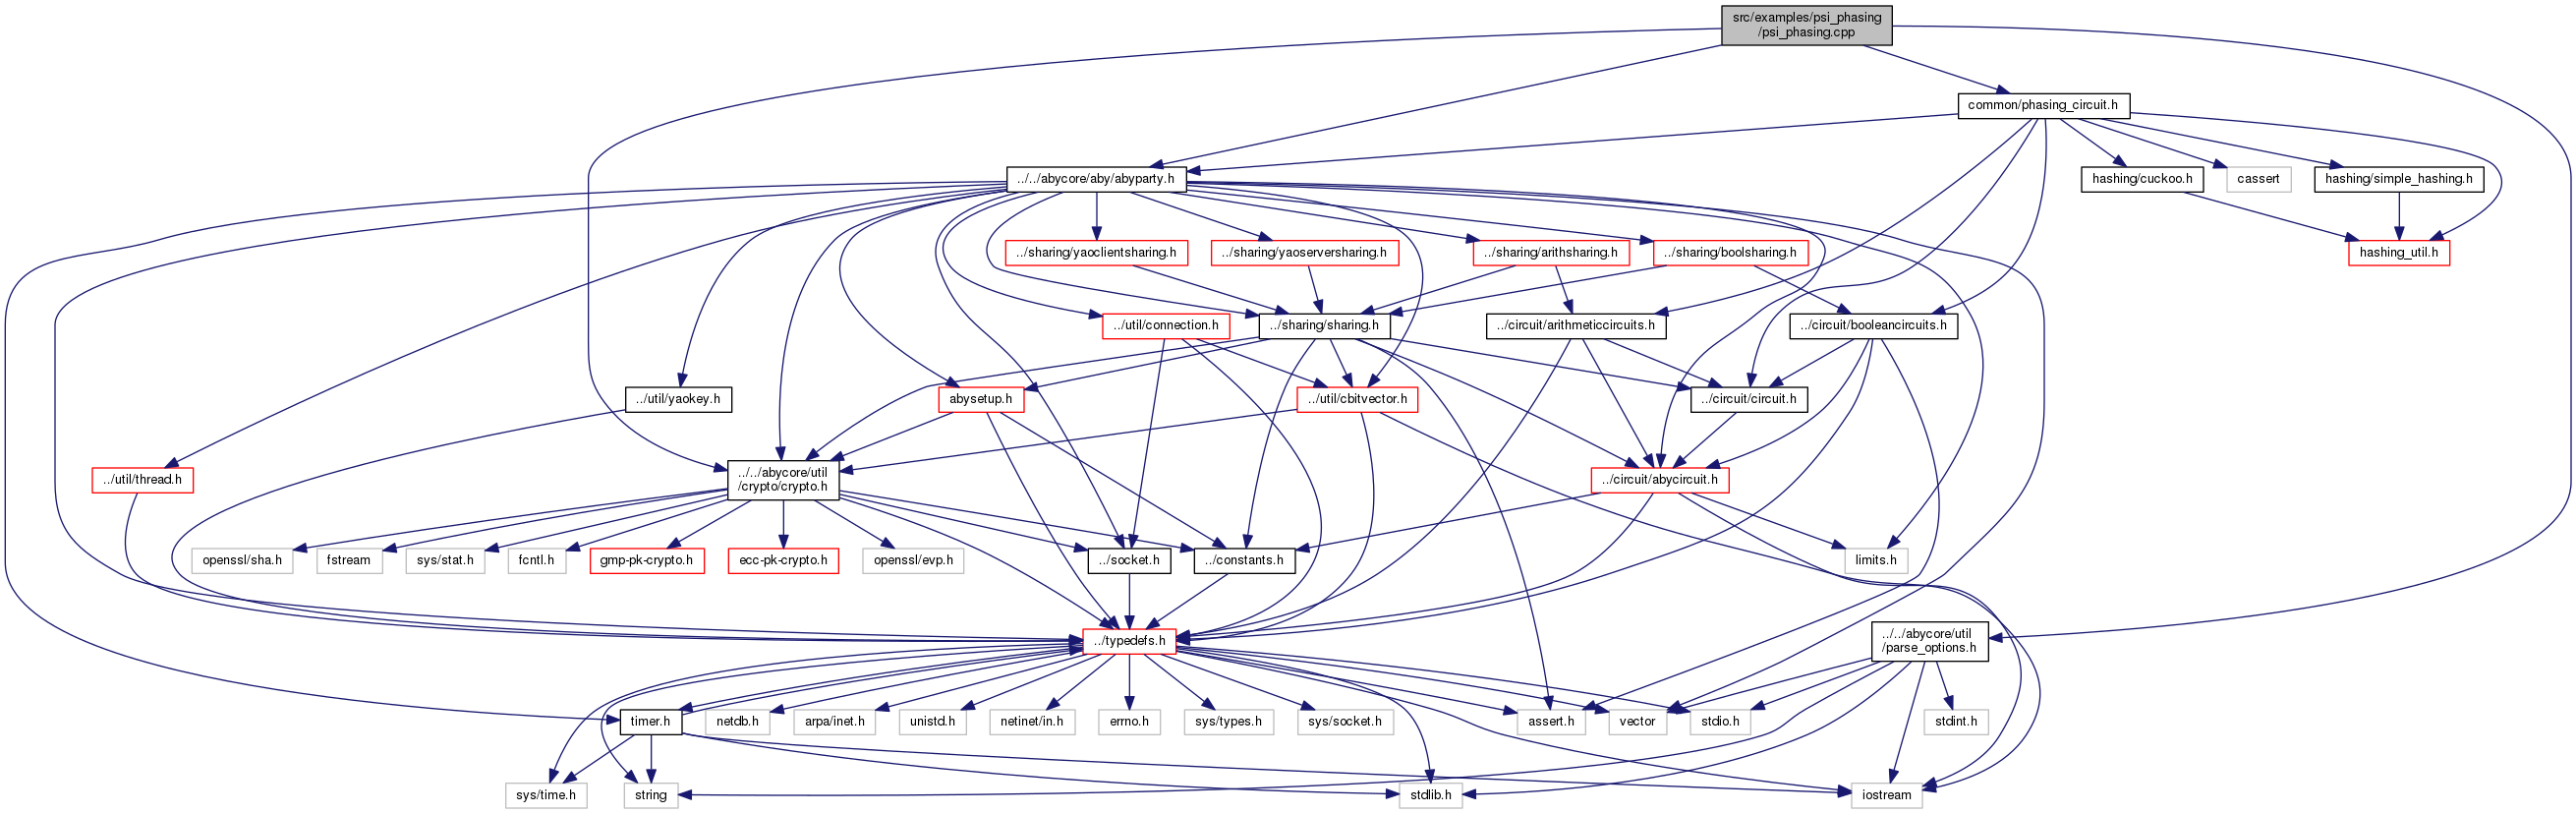 src/examples/psi_phasing
/psi_phasing.cpp
common/phasing_circuit.h
../../abycore/aby/abyparty.h
hashing/cuckoo.h
cassert
hashing/simple_hashing.h
../sharing/yaoclientsharing.h
../sharing/yaoserversharing.h
../sharing/arithsharing.h
../sharing/boolsharing.h
hashing_util.h
../util/connection.h
../sharing/sharing.h
../circuit/arithmeticcircuits.h
../circuit/booleancircuits.h
../util/yaokey.h
abysetup.h
../util/cbitvector.h
../circuit/circuit.h
../util/thread.h
../../abycore/util
/crypto/crypto.h
../circuit/abycircuit.h
openssl/sha.h
fstream
sys/stat.h
fcntl.h
gmp-pk-crypto.h
ecc-pk-crypto.h
openssl/evp.h
../socket.h
../constants.h
limits.h
../typedefs.h
../../abycore/util
/parse_options.h
timer.h
netdb.h
arpa/inet.h
unistd.h
netinet/in.h
errno.h
sys/types.h
sys/socket.h
assert.h
vector
stdio.h
stdint.h
sys/time.h
string
stdlib.h
iostream